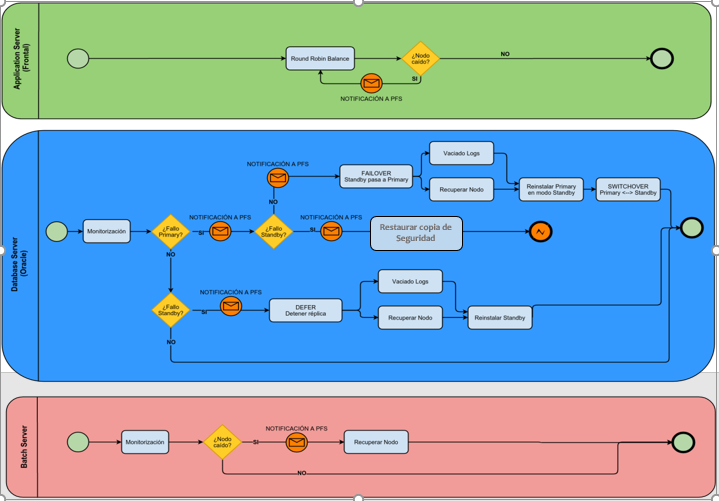 Application Server
(Frontal)
Round Robin Balance
¿Nodo
caído?
NO
SI
NOTIFICACIÓN A PFS
Database Server
(Oracle)
Monitorización
¿Fallo
Primary?
SI
NOTIFICACIÓN A PFS
¿Fallo
Standby?
NO
NOTIFICACIÓN A PFS
FAILOVER
Standby pasa a Primary
Vaciado Logs
Recuperar Nodo
Reinstalar Primary
en modo Standby
SWITCHOVER
Primary <--> Standby
SI
NOTIFICACIÓN A PFS
Restaurar copia de
Seguridad
NO
¿Fallo
Standby?
SI
NOTIFICACIÓN A PFS
DEFER
Detener réplica
Vaciado Logs
Recuperar Nodo
Reinstalar Standby
NO
Batch Server
Monitorización
¿Nodo
caído?
SI
NOTIFICACIÓN A PFS
Recuperar Nodo
NO